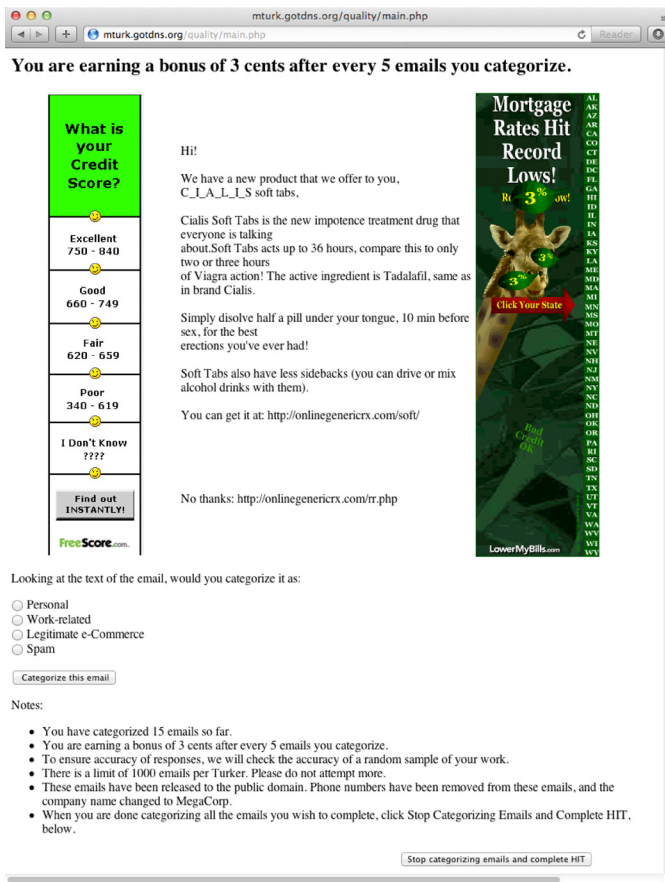 mturk.gotdns.org/quality/main.php
mturk.gotdns.org/quality/main.php
Reader
You are earning a bonus of 3 cents after every 5 emails you categorize.
What is
your
Credit
Score?
Excellent
750 - 840
Good
660 - 749
Fair
620 - 659
Poor
340 - 619
I Don't Know
????
Find out
INSTANTLY!
FreeScore.com.
Hi!
We have a new product that we offer to you,
C_I_A_L_I_S soft tabs,
Cialis Soft Tabs is the new impotence treatment drug that
everyone is talking
about.Soft Tabs acts up to 36 hours, compare this to only
two or three hours
of Viagra action! The active ingredient is Tadalafil, same as
in brand Cialis.
Simply disolve half a pill under your tongue, 10 min before
sex, for the best
erections you've ever had!
Soft Tabs also have less sidebacks (you can drive or mix
alcohol drinks with them).
You can get it at: http://onlinegenericrx.com/soft/
No thanks: http://onlinegenericrx.com/rr.php
Mortgage
Rates Hit
Record
Lows!
3%
ow!
3%
3%
Click Your State
Bad
Credit
OK
LowerMyBills.com
AL
AK
AZ
AR
CA
CO
CT
DE
DC
FL
GA
HI
ID
IL
IN
IA
KS
KY
LA
ME
MD
MA
MI
MN
MS
MO
MT
NE
NV
NH
NJ
NM
NY
NC
ND
OH
OK
OR
PA
RI
SC
SD
TN
TX
UT
VT
VA
WA
WV
WI
WY
Looking at the text of the email, would you categorize it as:
Personal
Work-related
Legitimate e-Commerce
Spam
Categorize this email
Notes:
• You have categorized 15 emails so far.
• You are earning a bonus of 3 cents after every 5 emails you categorize.
• To ensure accuracy of responses, we will check the accuracy of a random sample of your work.
• There is a limit of 1000 emails per Turker. Please do not attempt more.
• These emails have been released to the public domain. Phone numbers have been removed from these emails, and the
company name changed to MegaCorp.
• When you are done categorizing all the emails you wish to complete, click Stop Categorizing Emails and Complete HIT,
below.
Stop categorizing emails and complete HIT